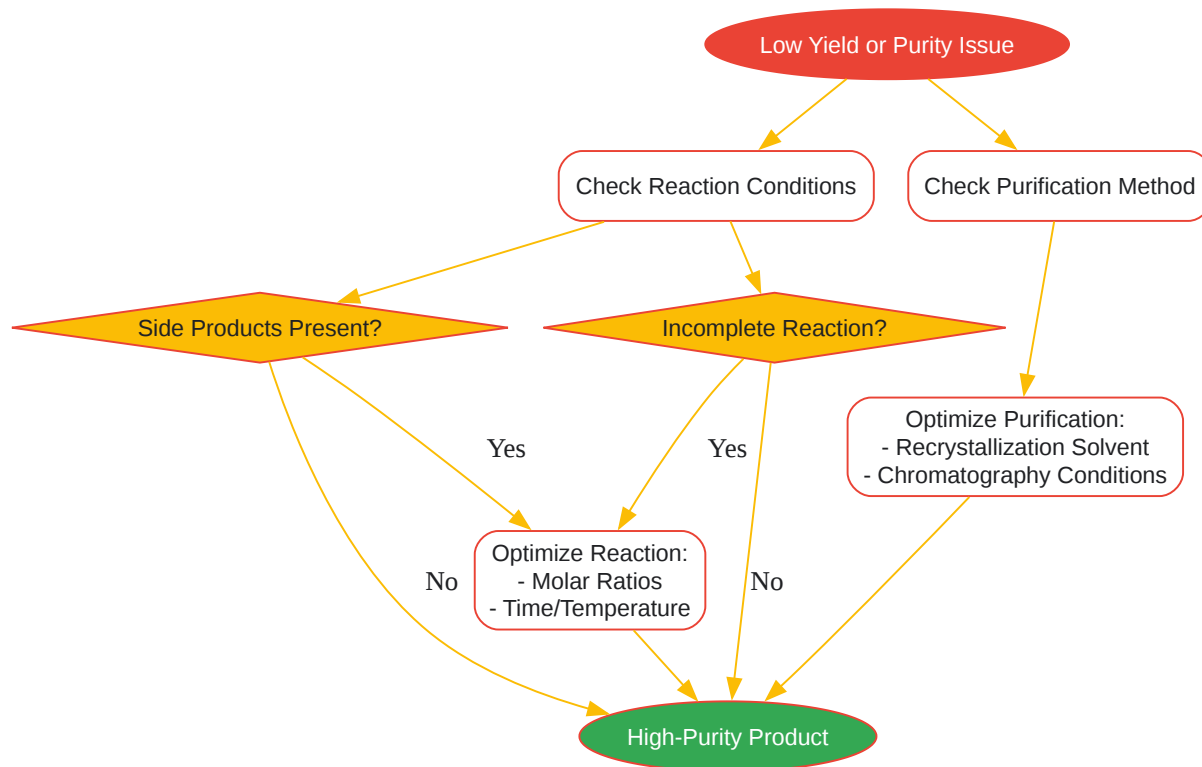 Low Yield or Purity Issue
Check Reaction Conditions
Check Purification Method
Side Products Present?
Incomplete Reaction?
Optimize Purification:
- Recrystallization Solvent
- Chromatography Conditions
Yes
Yes
Optimize Reaction:
- Molar Ratios
- Time/Temperature
No
No
High-Purity Product